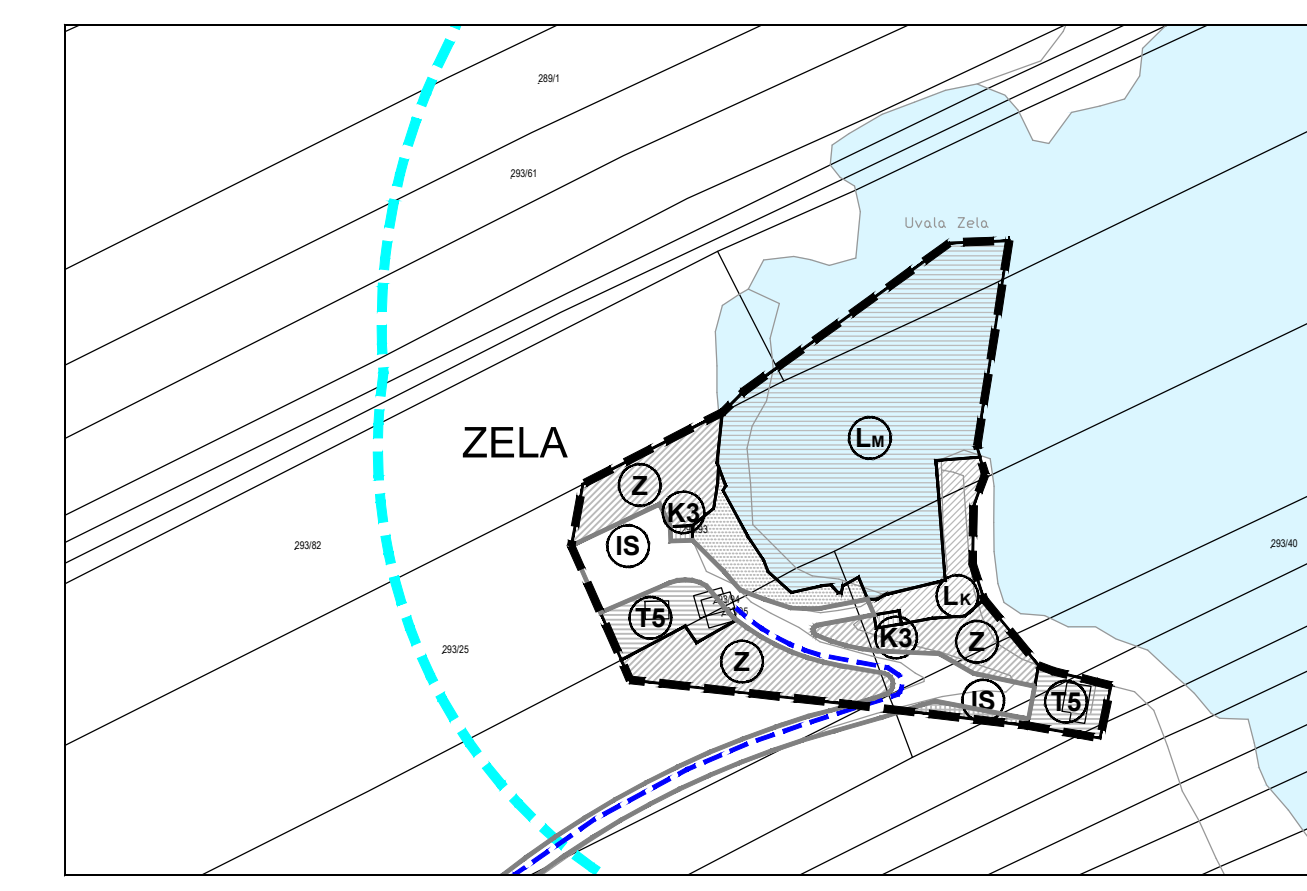 289/1
293/61
Uvala Zela
ZELA
LM
Z
K3
IS
293/82
293/40
LK
T5
K3
Z
293/25
Z
IS
T5